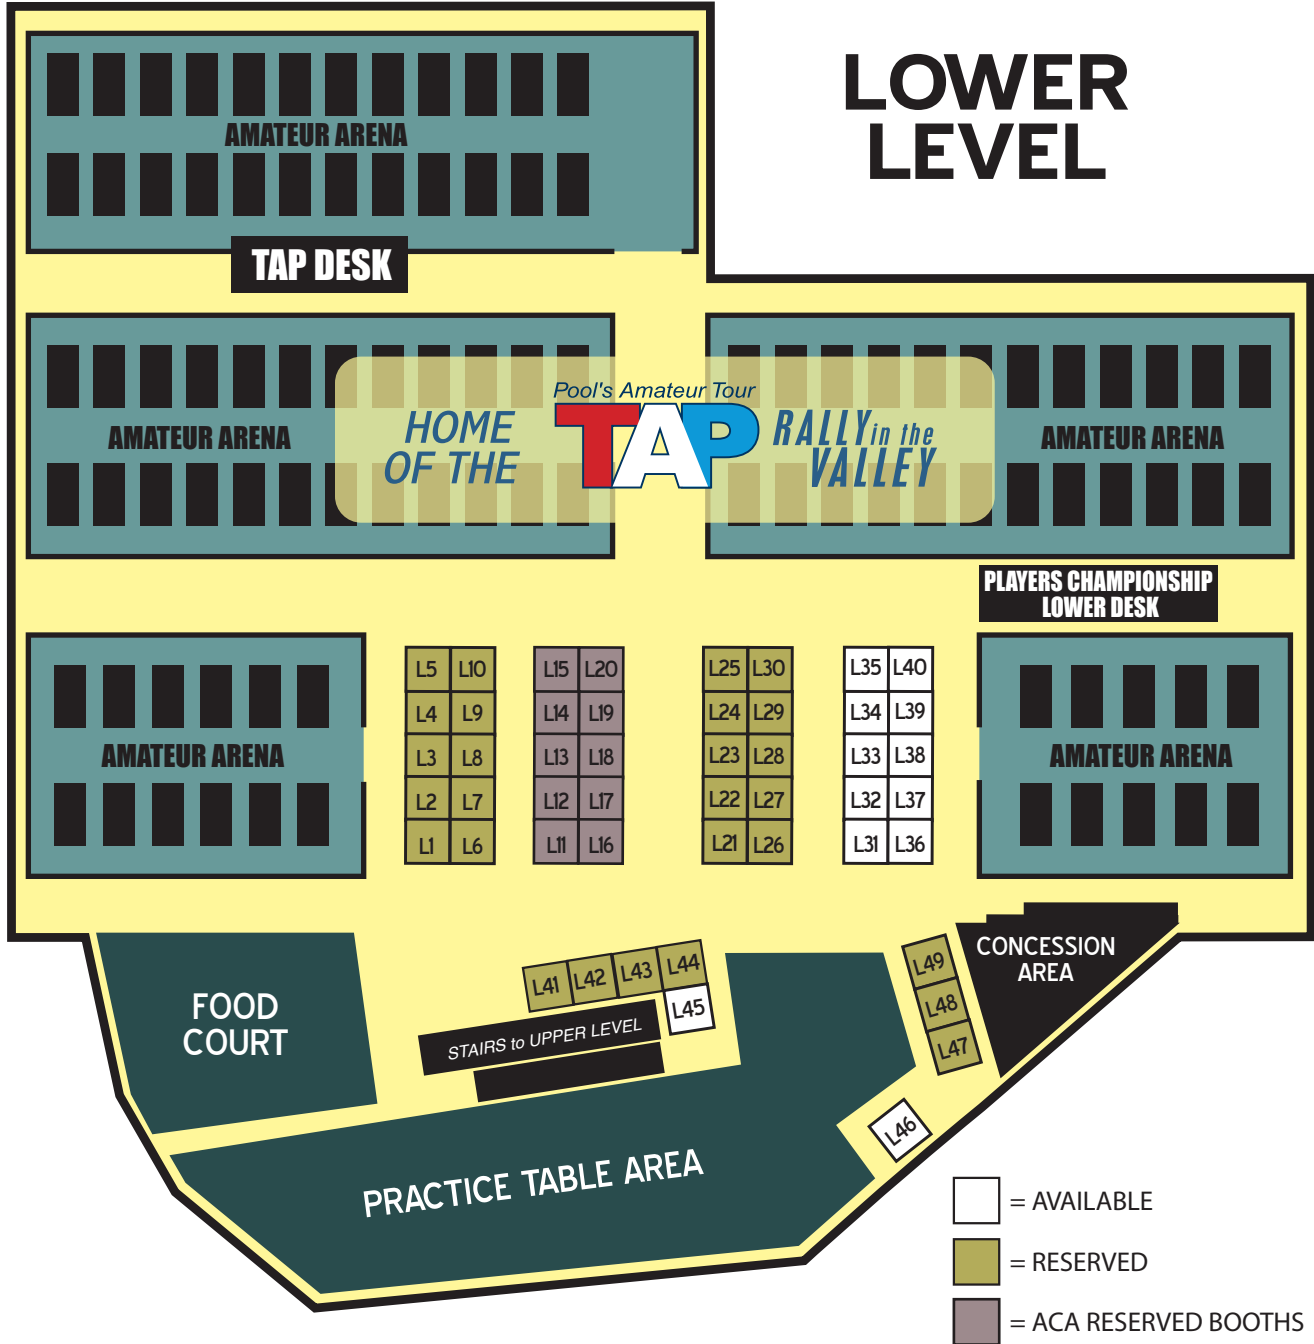 LOWER
LEVEL
AMATEUR ARENA
TAP DESK
Pool's Amateur Tour
HOME
OF THE
TAP
RALLY in the
VALLEY
AMATEUR ARENA
AMATEUR ARENA
PLAYERS CHAMPIONSHIP
LOWER DESK
AMATEUR ARENA
L5 L10 L15 L20 L25 L30 L35 L40
L4 L9 L14 L19 L24 L29 L34 L39
L3 L8 L13 L18 L23 L28 L33 L38
L2 L7 L12 L17 L22 L27 L32 L37
L1 L6 L11 L16 L21 L26 L31 L36
AMATEUR ARENA
FOOD
COURT
L41 L42 L43 L44
L45
STAIRS to UPPER LEVEL
L49
L48
L47
L46
CONCESSION
AREA
PRACTICE TABLE AREA
= AVAILABLE
= RESERVED
= ACA RESERVED BOOTHS